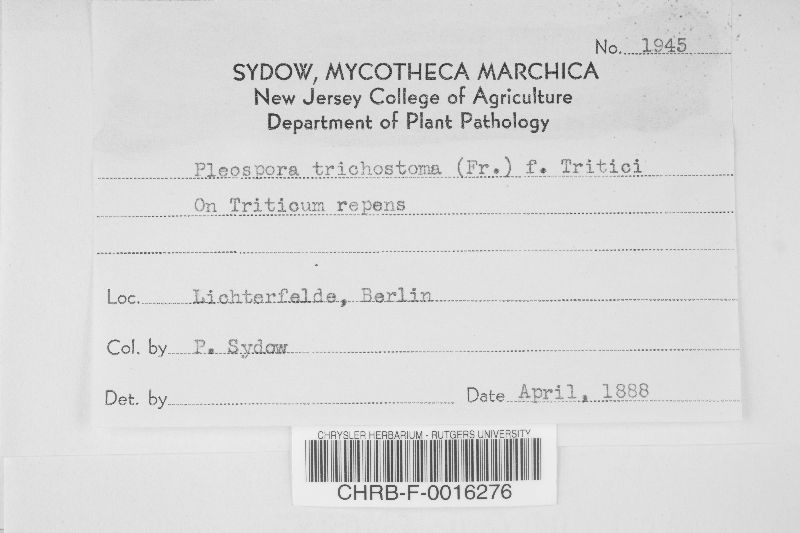 No. 1945
SYDOW, MYCOTHECA MARCHICA
New Jersey College of Agriculture
Department of Plant Pathology
Pleospora trichostoma (Fr.) f. Tritici
On Triticum repens
Loc. Lichterfelde, Berlin
Col. by P. Sydow
Det. by Date April, 1888
CHRYSLER HERBARIUM - RUTGERS UNIVERSITY
CHRB-F-0016276